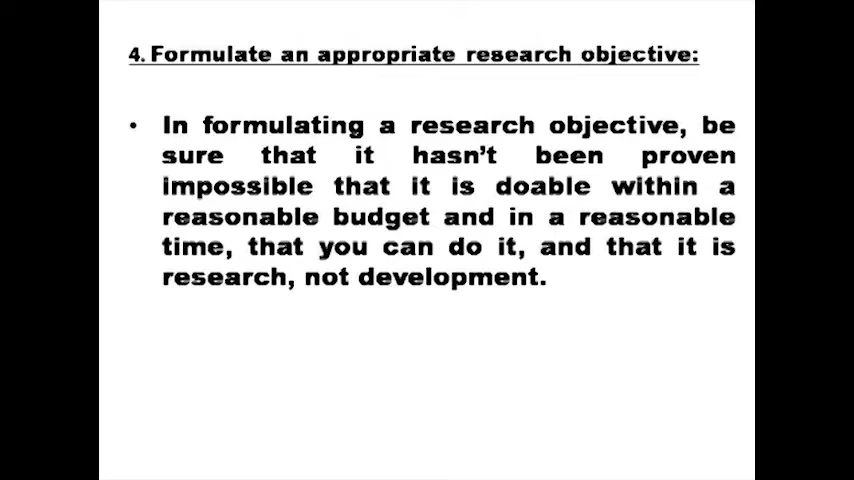 4. Formulate an appropriate research objective:
• In formulating a research objective, be
sure that it hasn't been proven
impossible that it is doable within a
reasonable budget and in a reasonable
time, that you can do it, and that it is
research, not development.